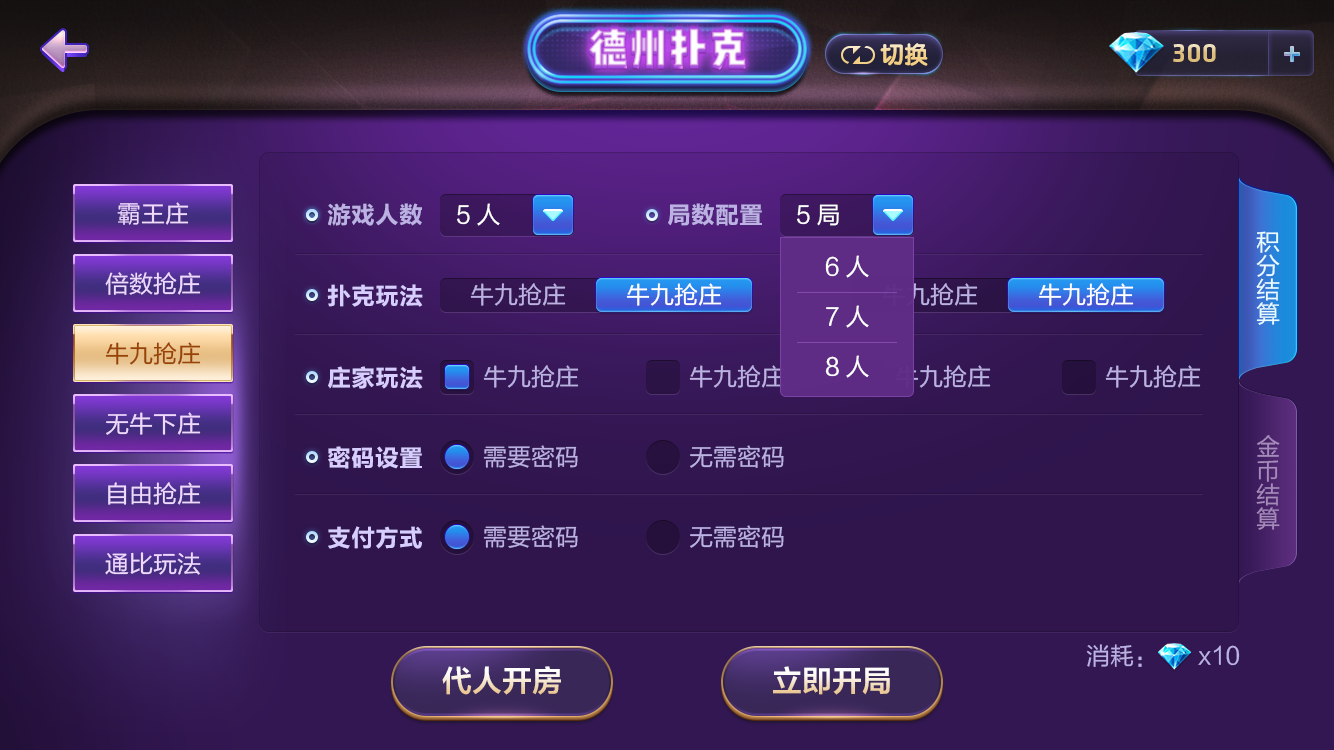 德州扑克
切换
300
霸王庄
倍数抢庄
牛九抢庄
无牛下庄
自由抢庄
通比玩法
游戏人数 5人 局数配置 5局
6人
7人
8人
扑克玩法 牛九抢庄 牛九抢庄 牛九抢庄 牛九抢庄
庄家玩法 牛九抢庄 牛九抢庄 牛九抢庄 牛九抢庄
密码设置 需要密码 无需密码
支付方式 需要密码 无需密码
积分结算
金币结算
代人开房
立即开局
消耗： x10